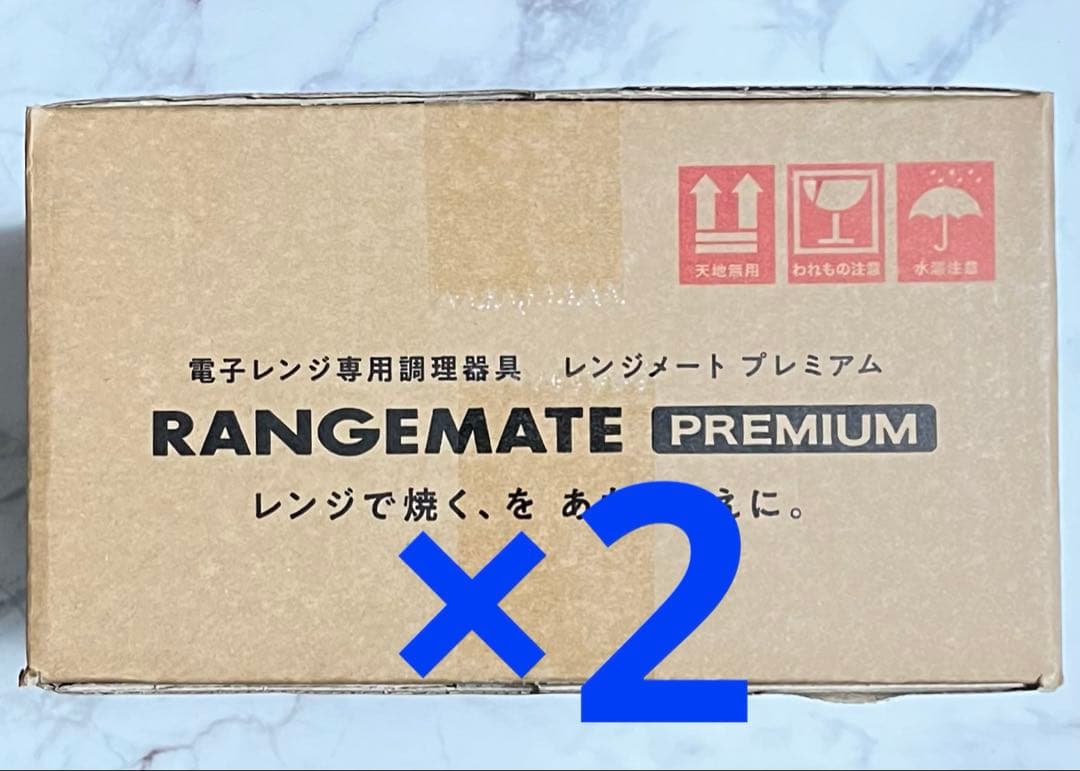 天地無用 われもの注意 水濡注意
電子レンジ専用調理器具 レンジメート プレミアム
RANGEMATE PREMIUM
レンジで焼く、を あ えに。
×2